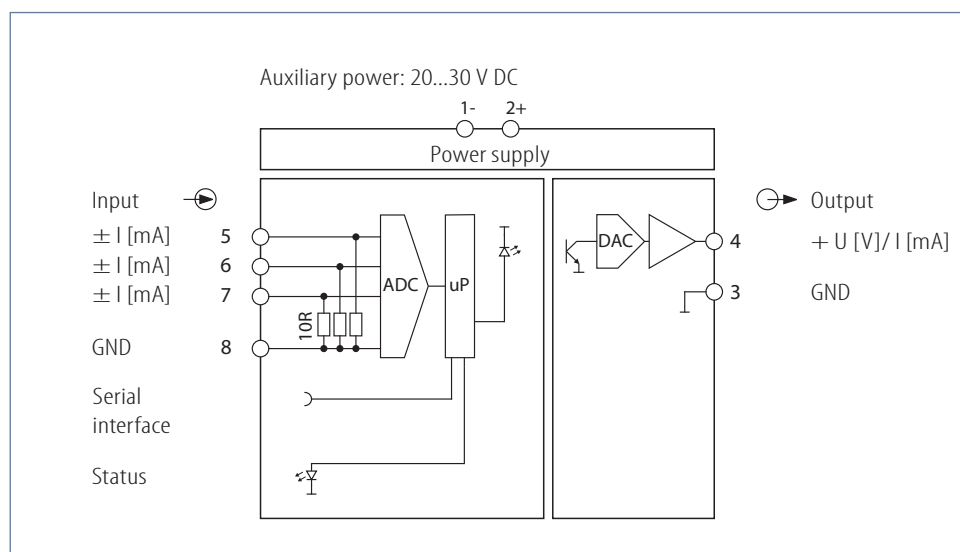 Auxiliary power: 20...30 V DC
1- 2+
Power supply
Input
Output
± I [mA] 5
± I [mA] 6
± I [mA] 7
GND 8
10R
ADC
uP
DAC
4 + U [V]/ I [mA]
3 GND
Serial
interface
Status